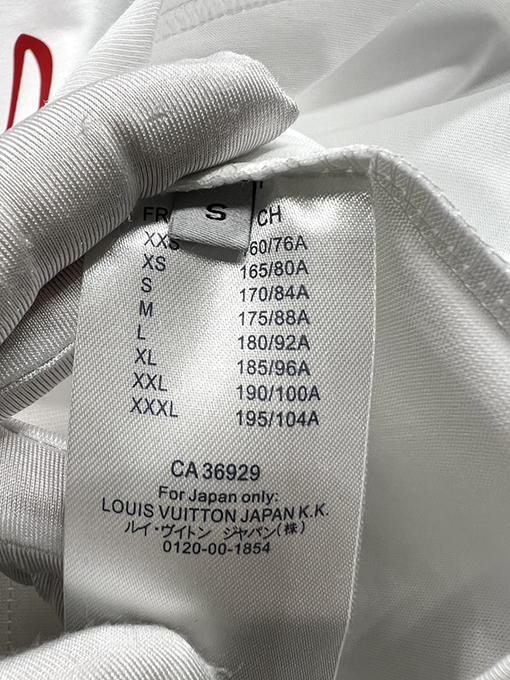 S
FR CH
XXS 160/76A
XS 165/80A
S 170/84A
M 175/88A
L 180/92A
XL 185/96A
XXL 190/100A
XXXL 195/104A
CA 36929
For Japan only:
LOUIS VUITTON JAPAN K.K.
ルイ・ヴィトン ジャパン(株)
0120-00-1854